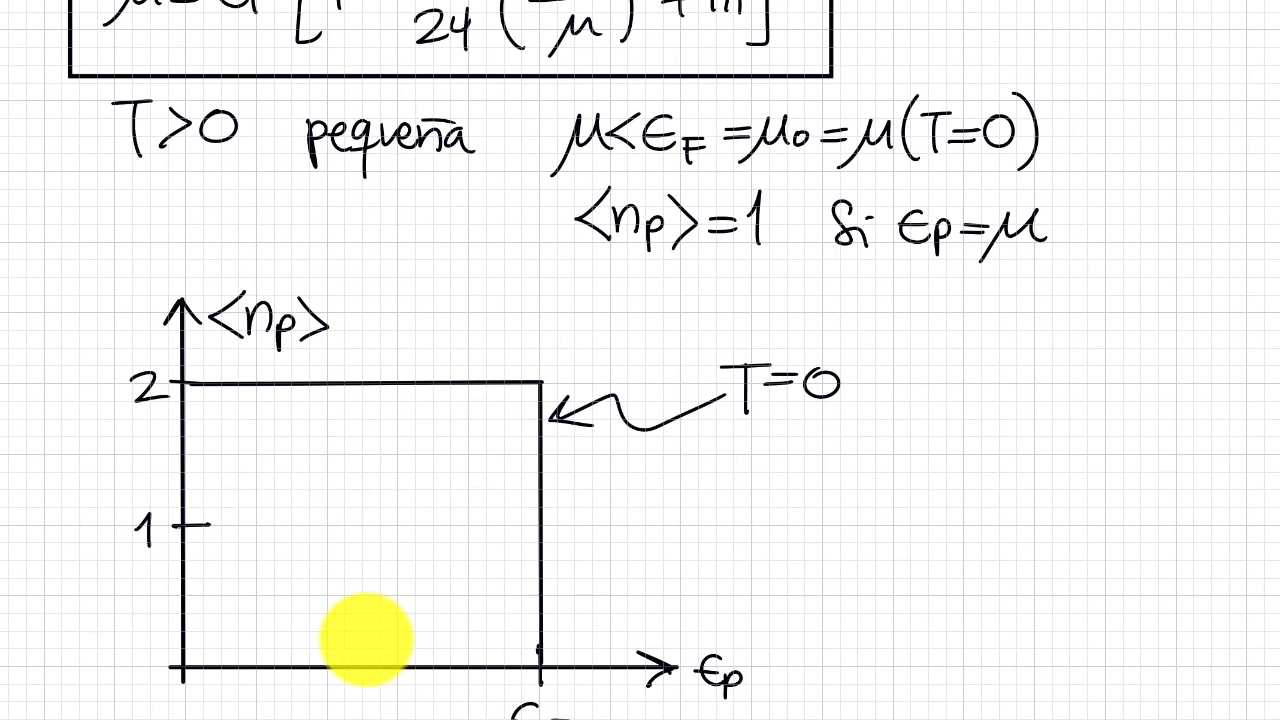 24 ( μ ) + ... ]
T>0 pequeña μ<ϵ_F=μ₀=μ(T=0)
⟨n_p⟩=1 Si ϵ_p=μ
⟨n_p⟩
2
T=0
1
ϵ_p